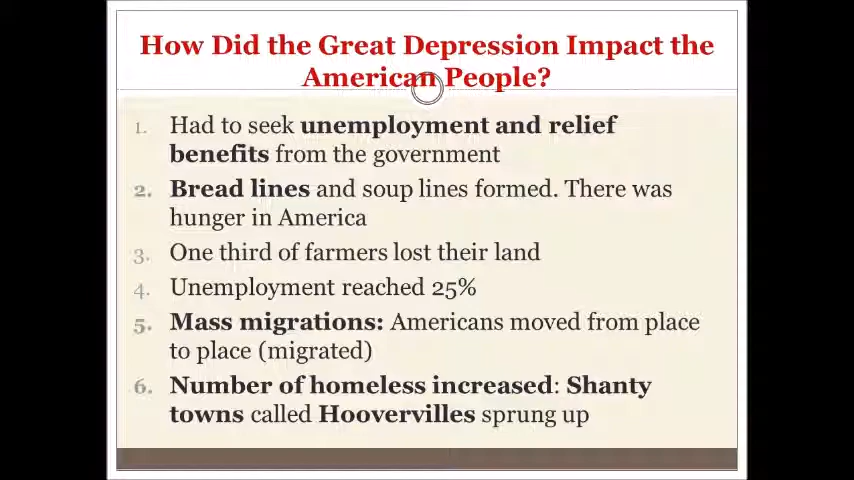 How Did the Great Depression Impact the
American People?
1. Had to seek unemployment and relief
benefits from the government
2. Bread lines and soup lines formed. There was
hunger in America
3. One third of farmers lost their land
4. Unemployment reached 25%
5. Mass migrations: Americans moved from place
to place (migrated)
6. Number of homeless increased: Shanty
towns called Hoovervilles sprung up